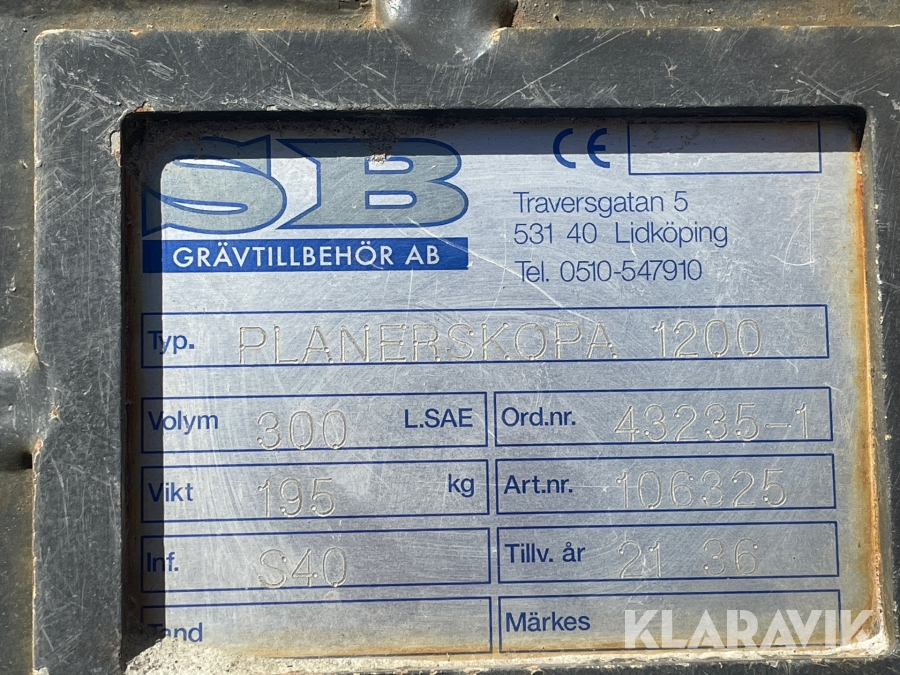 SB
GRÄVTILLBEHÖR AB
CE
Traversgatan 5
531 40 Lidköping
Tel. 0510-547910
Typ. PLANERSKOPA 1200
Volym 300 L.SAE
Ord.nr. 43235-1
Vikt 195 kg
Art.nr. 106325
Inf. S40
Tillv. år 21 36
Tand
Märkes
KLARAVIK